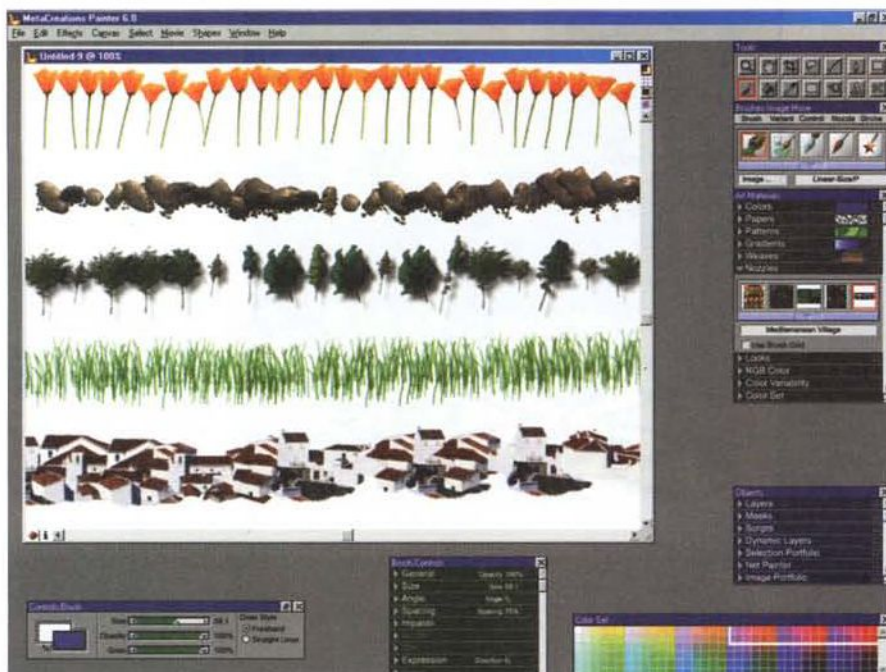 MetaCreations Painter 6.0
File Edit Effects Canvas Select Movie Shapes Window Help
Untitled 9 @ 100%
Tools
Brushes:Image Hose
Brush Variant Control Nozzle Stroke
Image ... Linear-Size/P
Art Materials
Colors
Papers
Patterns
Gradients
Weaves
Nozzles
Mediterranean Village
Use Brush Grid
Looks
RGB Color
Color Variability
Color Set
Objects
Layers
Masks
Scripts
Dynamic Layers
Selection Portfolio
Net Painter
Image Portfolio
Controls:Brush
Size
Opacity 100%
Grain 100%
Draw Style
Freehand
Straight Lines
Brush Controls
General Opacity 100%
Size
Angle
Spacing
Impasto
Expression
Color Set